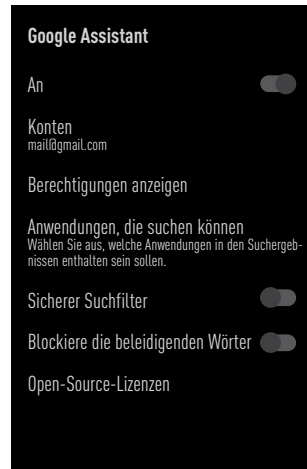 Google Assistant
An
Konten
mail@gmail.com
Berechtigungen anzeigen
Anwendungen, die suchen können
Wählen Sie aus, welche Anwendungen in den Suchergeb-
nissen enthalten sein sollen.
Sicherer Suchfilter
Blockiere die beleidigenden Wörter
Open-Source-Lizenzen